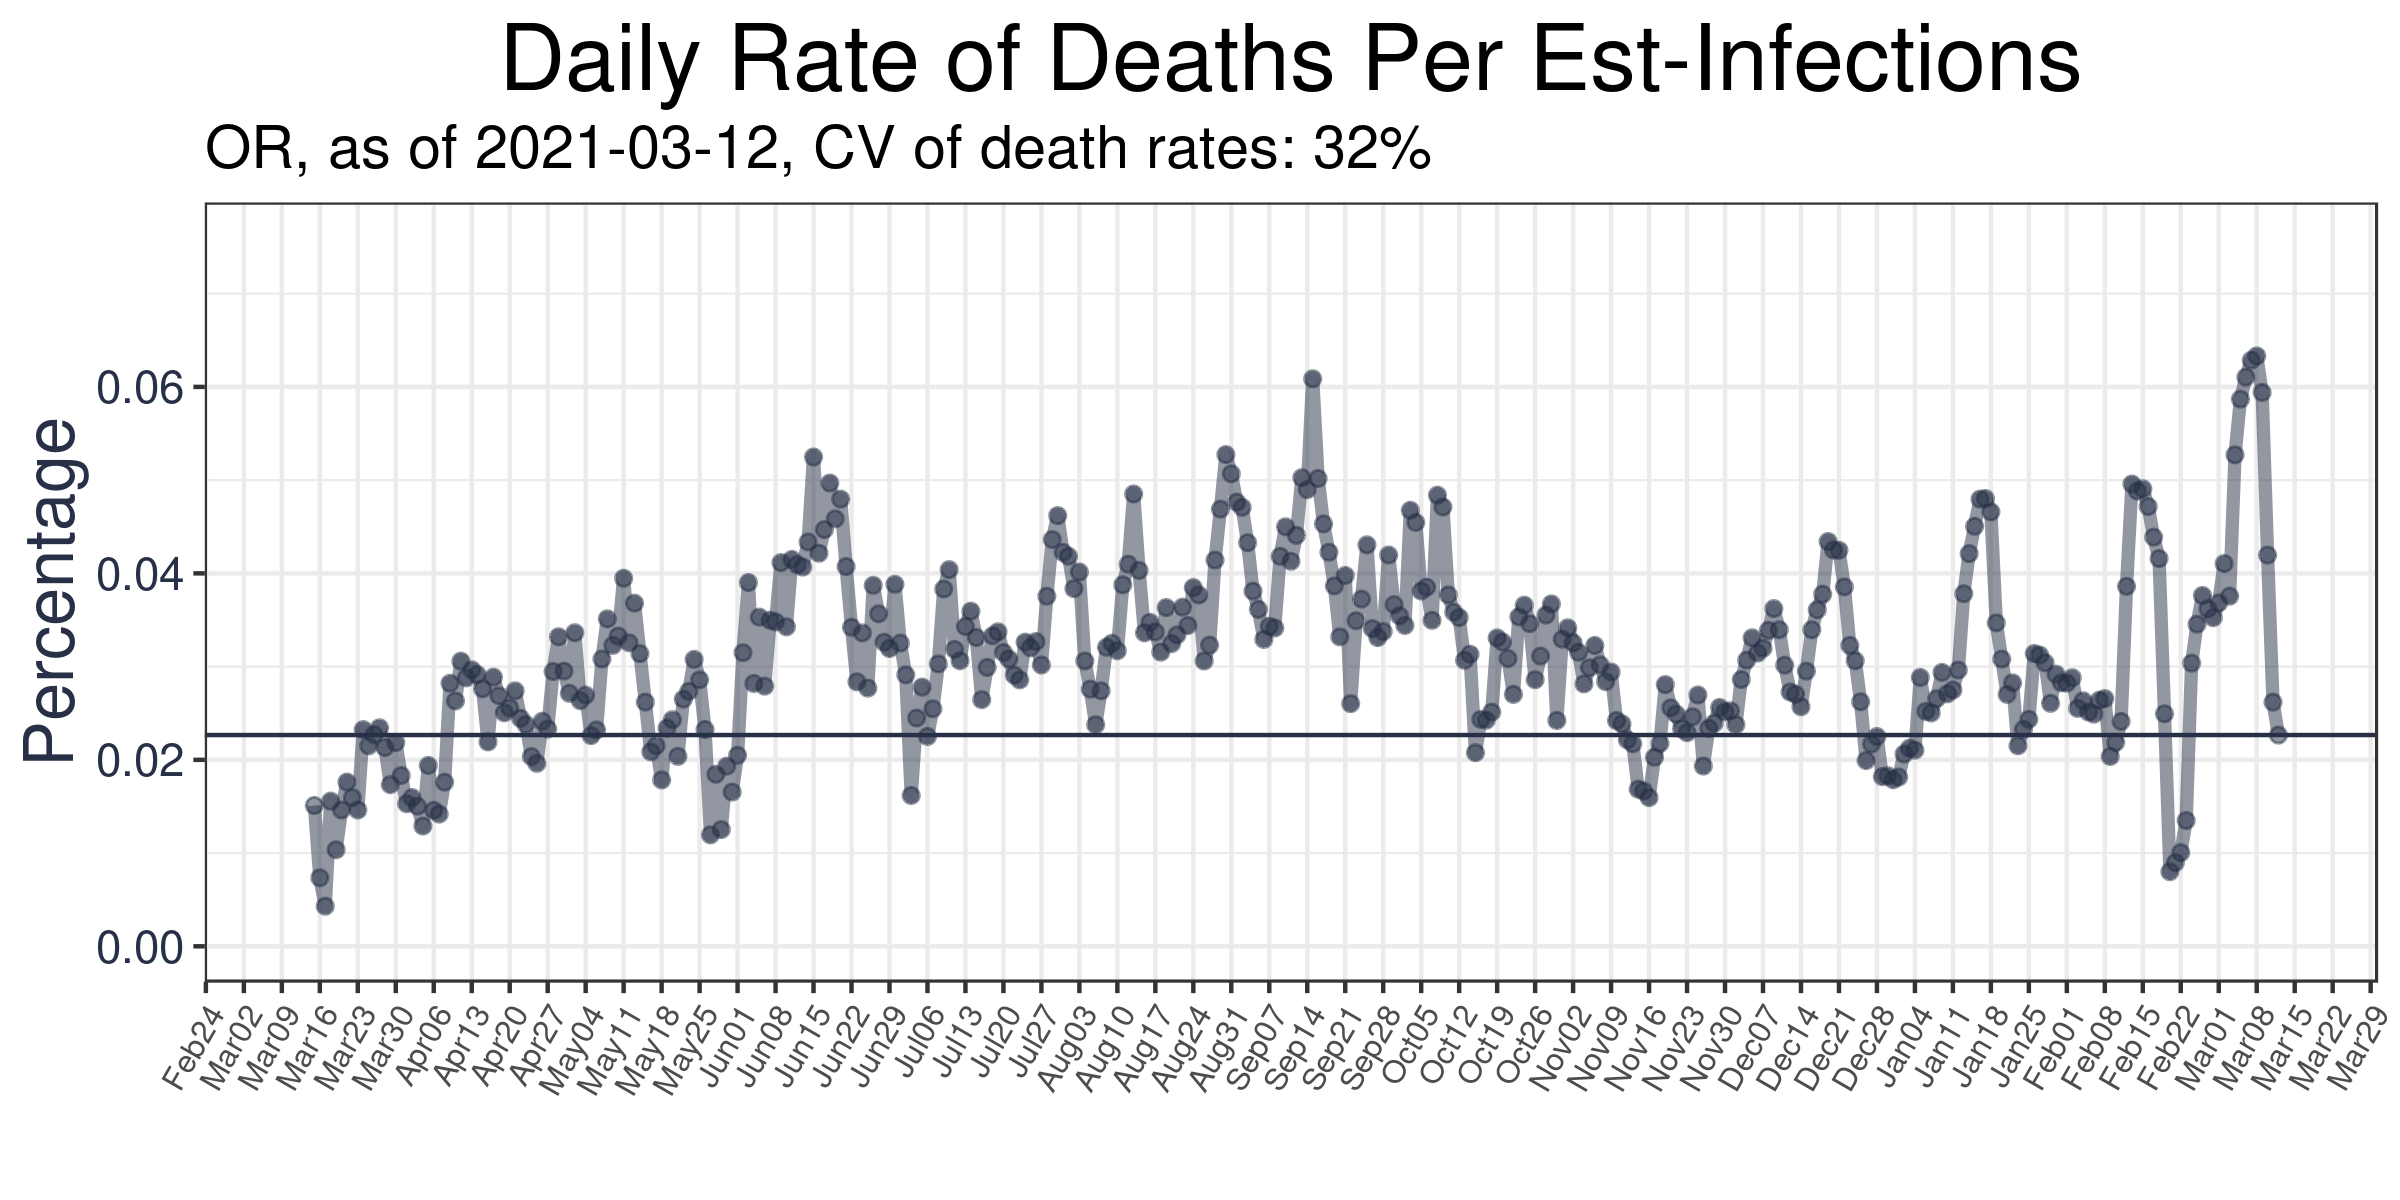 Daily Rate of Deaths Per Est-Infections
OR, as of 2021-03-12, CV of death rates: 32%
Percentage
0.06
0.04
0.02
0.00
Feb24 Mar02 Mar09 Mar16 Mar23 Mar30 Apr06 Apr13 Apr20 Apr27 May04 May11 May18 May25 Jun01 Jun08 Jun15 Jun22 Jun29 Jul06 Jul13 Jul20 Jul27 Aug03 Aug10 Aug17 Aug24 Aug31 Sep07 Sep14 Sep21 Sep28 Oct05 Oct12 Oct19 Oct26 Nov02 Nov09 Nov16 Nov23 Nov30 Dec07 Dec14 Dec21 Dec28 Dec04 Jan11 Jan18 Jan25 Feb01 Feb08 Feb15 Feb22 Mar01 Mar08 Mar15 Mar22 Mar29